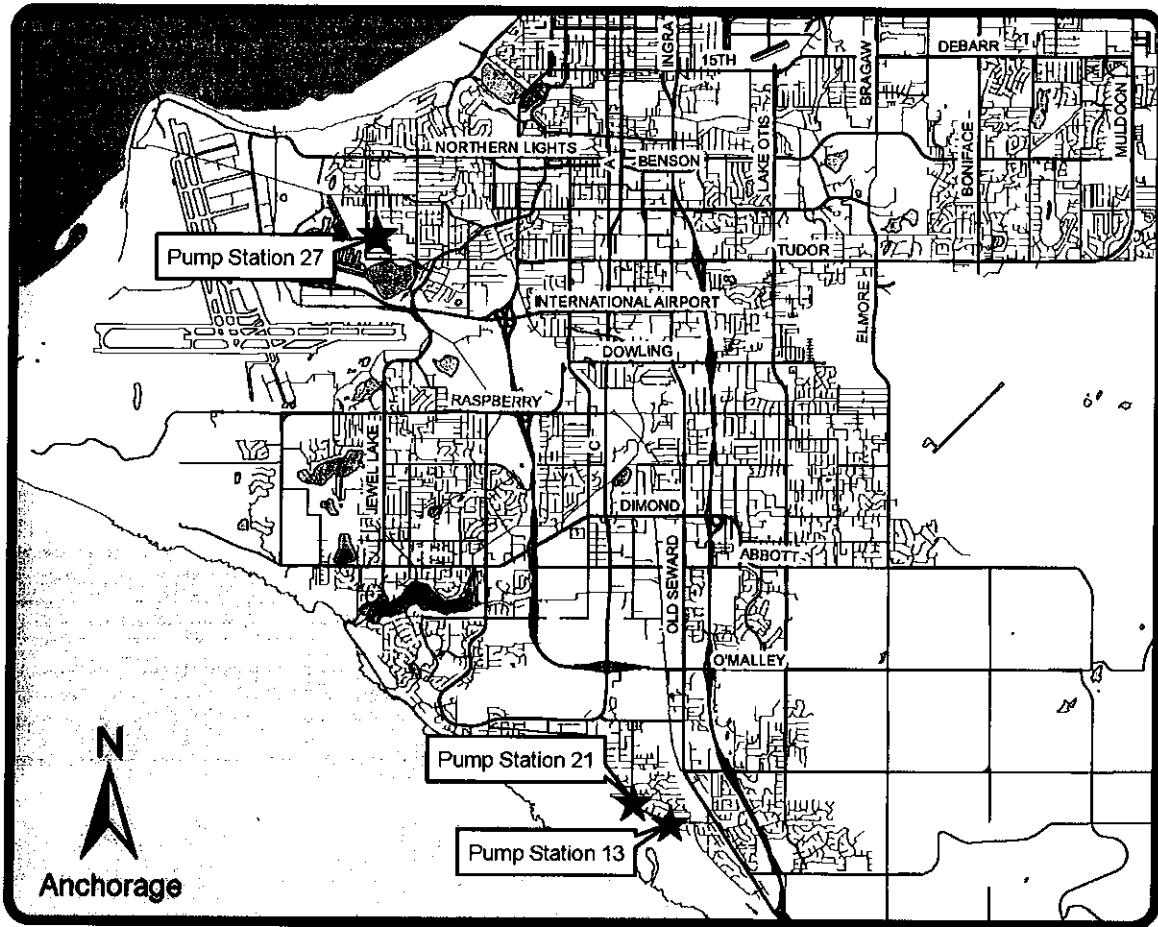 DEBARR
15TH
INGRA
BRAGAW
MULDOON
NORTHERN LIGHTS
BENSON
A
LAKE OTIS
BONIFACE
Pump Station 27
TUDOR
INTERNATIONAL AIRPORT
ELMORE
DOWLING
RASPBERRY
JEWEL LAKE
C
DIMOND
ABBOTT
OLD SEWARD
O'MALLEY
N
Pump Station 21
Pump Station 13
Anchorage